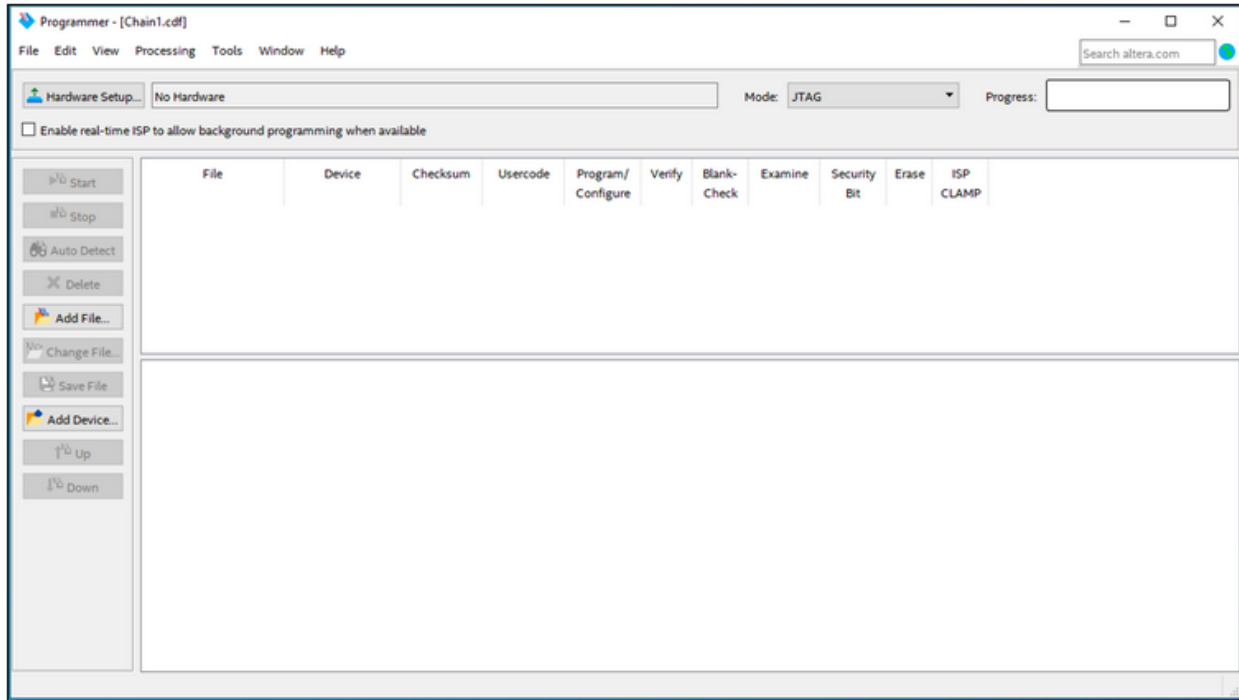 Programmer - [Chain1.cdf]
File Edit View Processing Tools Window Help
Search altera.com
Hardware Setup... No Hardware Mode: JTAG Progress:
Enable real-time ISP to allow background programming when available
Start
Stop
Auto Detect
Delete
Add File...
Change File...
Save File
Add Device...
Up
Down
File Device Checksum Usercode Program/ Verify Blank- Examine Security Erase ISP
Configure Check Bit CLAMP